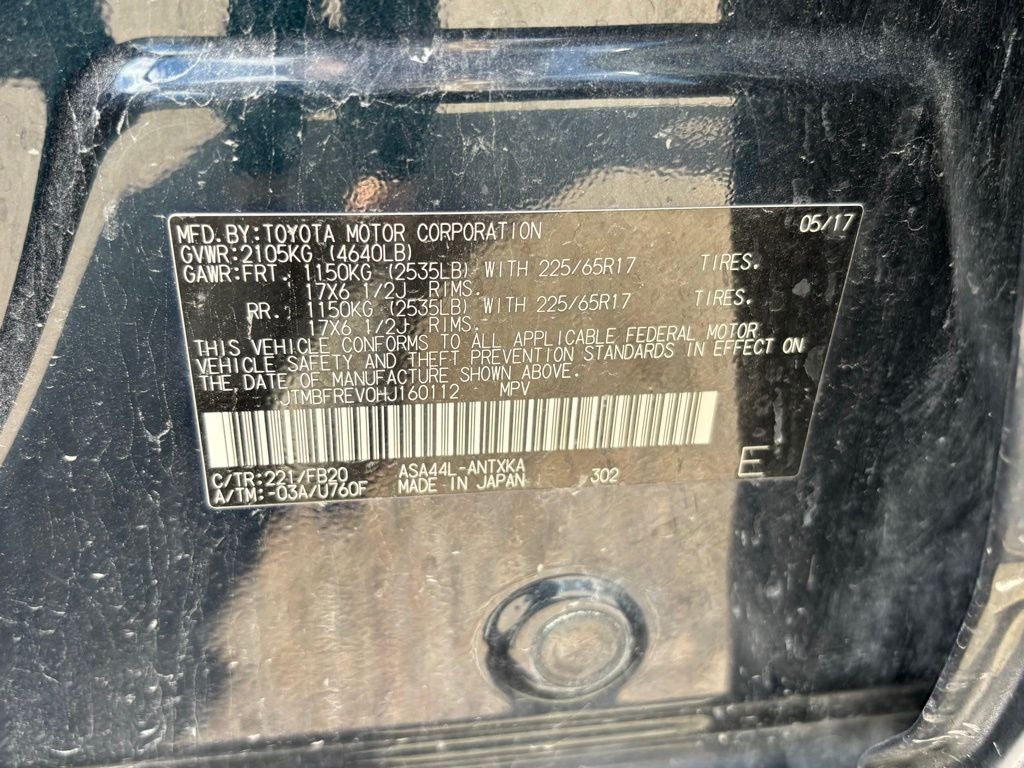 MFD.BY:TOYOTA MOTOR CORPORATION 05/17
GVWR:2105KG (4640LB)
GAWR:FRT. 1150KG (2535LB) WITH 225/65R17 TIRES.
17X6 1/2J RIMS.
RR. 1150KG (2535LB) WITH 225/65R17 TIRES.
17X6 1/2J RIMS.
THIS VEHICLE CONFORMS TO ALL APPLICABLE FEDERAL MOTOR
VEHICLE SAFETY AND THEFT PREVENTION STANDARDS IN EFFECT ON
THE DATE OF MANUFACTURE SHOWN ABOVE.
JTMBFREV0HJ160112 MPV
C/TR:221/FB20 ASA44L-ANTXKA E
A/TM:-03A/U760F MADE IN JAPAN 302